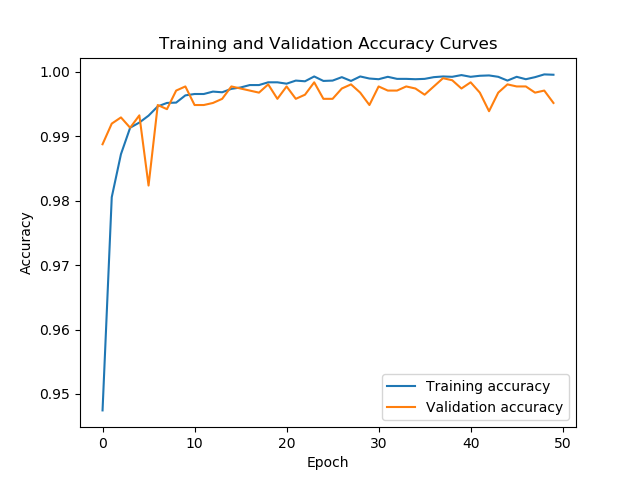 Training and Validation Accuracy Curves
1.00
0.99
0.98
0.97
0.96
0.95
Accuracy
0 10 20 30 40 50
Epoch
Training accuracy
Validation accuracy